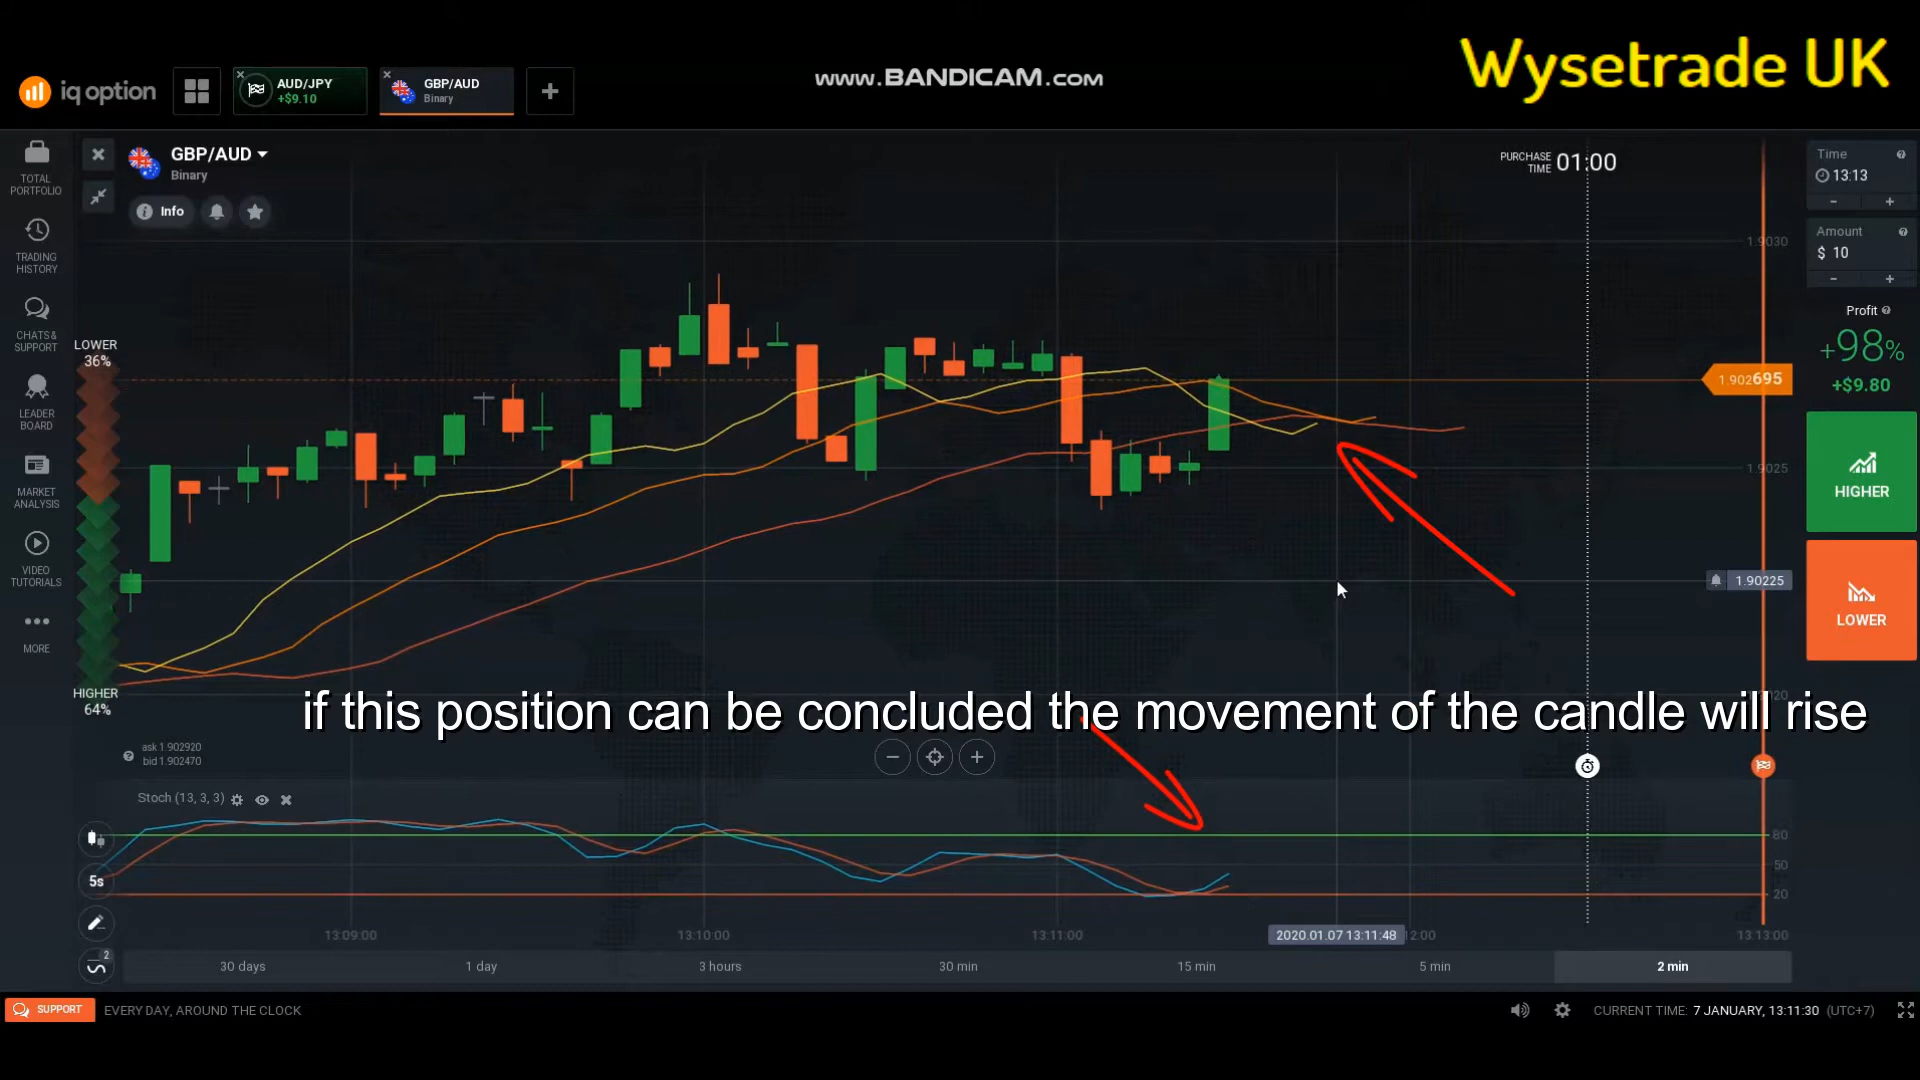 Wysetrade UK
www.BANDICAM.com
iq option
AUD/JPY
+$9.10
GBP/AUD
Binary
GBP/AUD
Binary
Info
PURCHASE
TIME
01:00
Time
13:13
- +
Amount
$ 10
- +
Profit
+98%
+$9.80
HIGHER
LOWER
TOTAL
PORTFOLIO
TRADING
HISTORY
CHATS &
SUPPORT
LEADER
BOARD
MARKET
ANALYSIS
VIDEO
TUTORIALS
MORE
LOWER
36%
HIGHER
64%
1.9030
1.902695
1.9025
1.90225
if this position can be concluded the movement of the candle will rise
ask 1.902920
bid 1.902470
Stoch (13, 3, 3)
80
50
20
5s
2
13:09:00
13:10:00
13:11:00
2020.01.07 13:11:48
13:13:00
30 days
1 day
3 hours
30 min
15 min
5 min
2 min
SUPPORT
EVERY DAY, AROUND THE CLOCK
CURRENT TIME: 7 JANUARY, 13:11:30 (UTC+7)